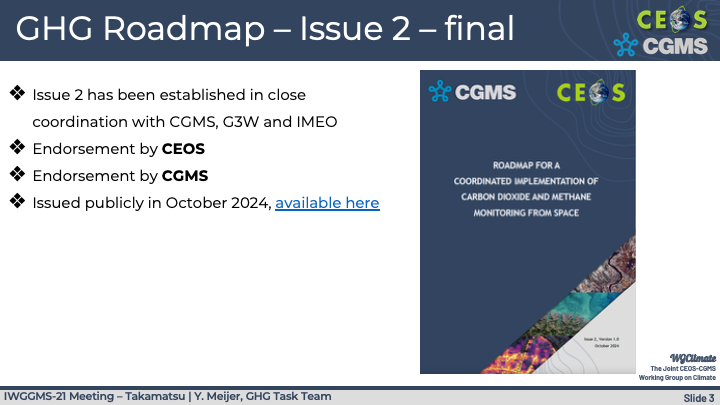 GHG Roadmap – Issue 2 – final
CEOS
CGMS
❖ Issue 2 has been established in close
coordination with CGMS, G3W and IMEO
❖ Endorsement by CEOS
❖ Endorsement by CGMS
❖ Issued publicly in October 2024, available here
CGMS CEOS
ROADMAP FOR A
COORDINATED IMPLEMENTATION OF
CARBON DIOXIDE AND METHANE
MONITORING FROM SPACE
Issue 2, Version 1.0
October 2024
WGClimate
The Joint CEOS-CGMS
Working Group on Climate
IWGGMS-21 Meeting – Takamatsu | Y. Meijer, GHG Task Team
Slide 3